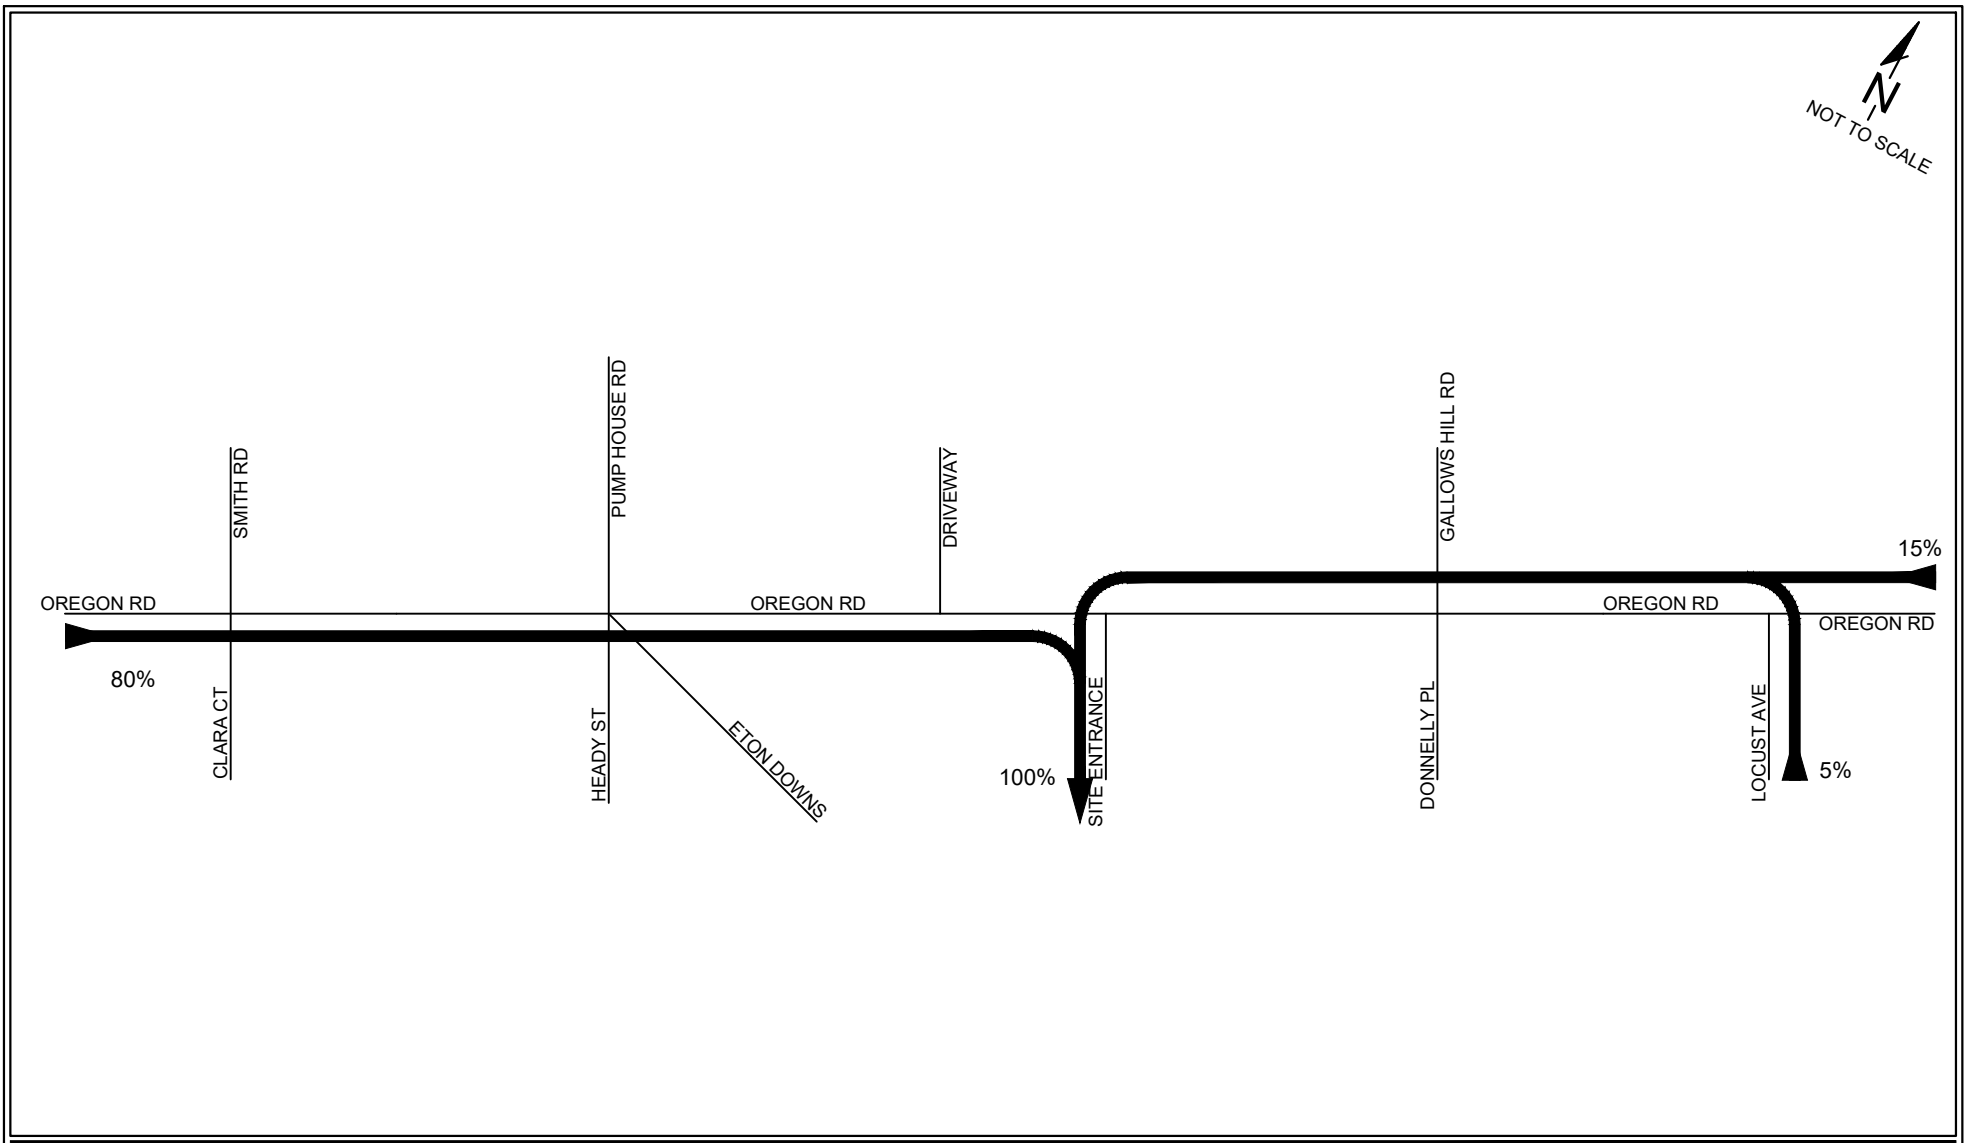 N
NOT TO SCALE
SMITH RD
PUMP HOUSE RD
DRIVEWAY
GALLOWS HILL RD
15%
OREGON RD
OREGON RD
OREGON RD
OREGON RD
80%
CLARA CT
HEADY ST
ETON DOWNS
100%
SITE ENTRANCE
DONNELLY PL
LOCUST AVE
5%